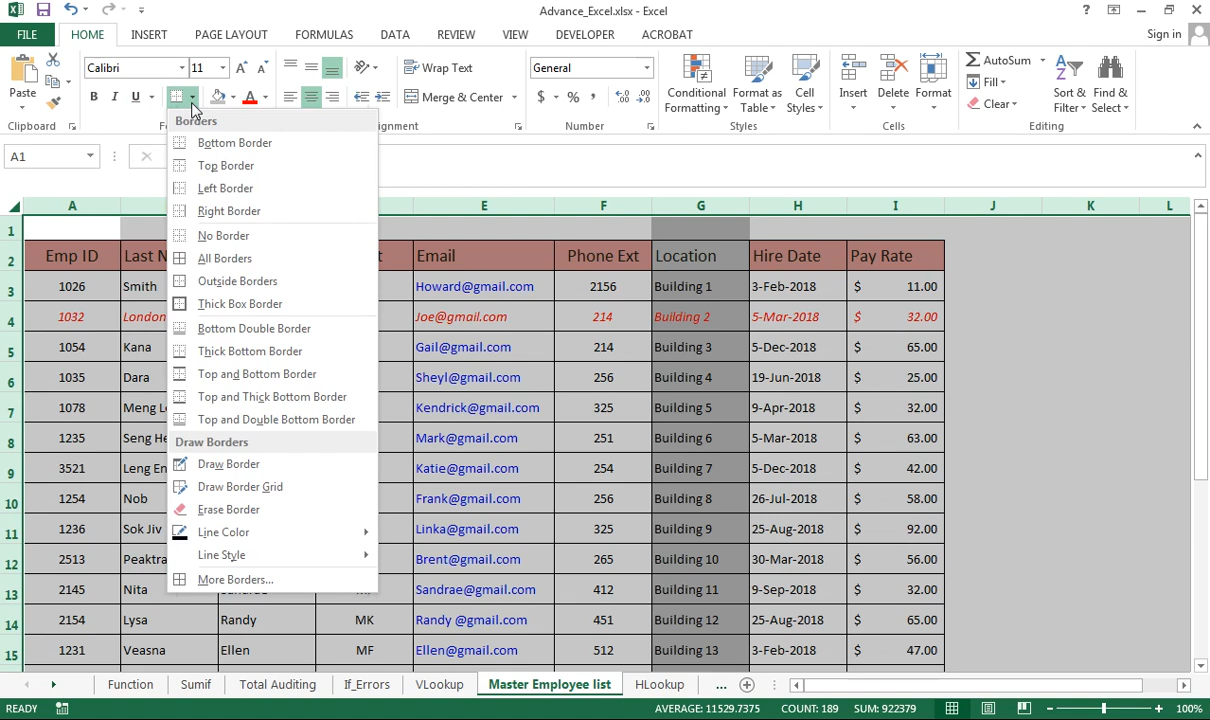 Advance_Excel.xlsx - Excel
FILE HOME INSERT PAGE LAYOUT FORMULAS DATA REVIEW VIEW DEVELOPER ACROBAT Sign in
Paste
Clipboard
Calibri 11
B I U A
Wrap Text
Merge & Center
General
$ %
Number
Conditional Formatting
Format as Table
Cell Styles
Styles
Insert Delete Format
Cells
AutoSum
Fill
Clear
Sort & Filter
Find & Select
Editing
A1
Borders
Bottom Border
Top Border
Left Border
Right Border
No Border
All Borders
Outside Borders
Thick Box Border
Bottom Double Border
Thick Bottom Border
Top and Bottom Border
Top and Thick Bottom Border
Top and Double Bottom Border
Draw Borders
Draw Border
Draw Border Grid
Erase Border
Line Color
Line Style
More Borders...
A E F G H I J K L
1
2 Emp ID Last N Email Phone Ext Location Hire Date Pay Rate
3 1026 Smith Howard@gmail.com 2156 Building 1 3-Feb-2018 $ 11.00
4 1032 London Joe@gmail.com 214 Building 2 5-Mar-2018 $ 32.00
5 1054 Kana Gail@gmail.com 214 Building 3 5-Dec-2018 $ 65.00
6 1035 Dara Sheyl@gmail.com 256 Building 4 19-Jun-2018 $ 25.00
7 1078 Meng Kendrick@gmail.com 325 Building 5 9-Apr-2018 $ 32.00
8 1235 Seng Mark@gmail.com 251 Building 6 5-Mar-2018 $ 63.00
9 3521 Leng Katie@gmail.com 254 Building 7 5-Dec-2018 $ 42.00
10 1254 Nob Frank@gmail.com 256 Building 8 26-Jul-2018 $ 58.00
11 1236 Sok Jiv Linka@gmail.com 325 Building 9 25-Aug-2018 $ 92.00
12 2513 Peaktra Brent@gmail.com 265 Building 10 30-Mar-2018 $ 56.00
13 2145 Nita Sandrae@gmail.com 412 Building 11 9-Sep-2018 $ 32.00
14 2154 Lysa Randy MK Randy @gmail.com 451 Building 12 25-Aug-2018 $ 65.00
15 1231 Veasna Ellen MF Ellen@gmail.com 512 Building 13 3-Feb-2018 $ 47.00
Function Sumif Total Auditing If_Errors VLookup Master Employee list HLookup ...
READY AVERAGE: 11529.7375 COUNT: 189 SUM: 922379 100%